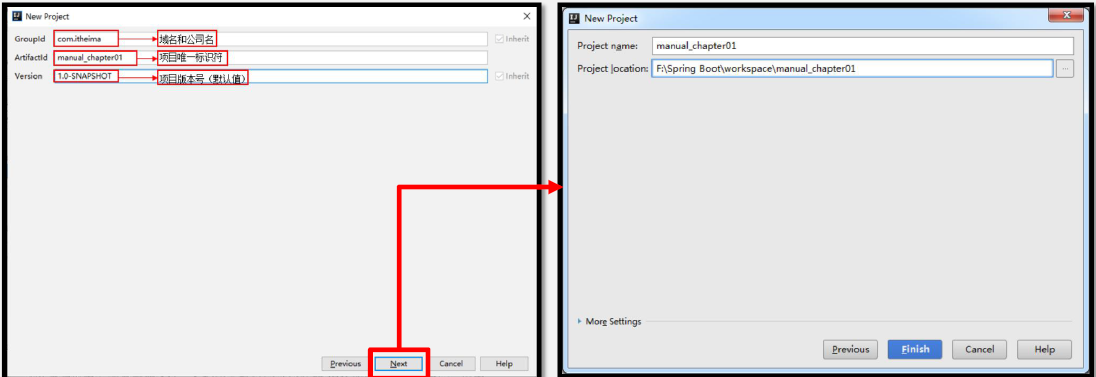 New Project
GroupId com.itheima 域名和公司名 Inherit
ArtifactId manual_chapter01 项目唯一标识符
Version 1.0-SNAPSHOT 项目版本号（默认值） Inherit
Previous Next Cancel Help
New Project
Project name: manual_chapter01
Project location: F:\Spring Boot\workspace\manual_chapter01 ...
More Settings
Previous Finish Cancel Help